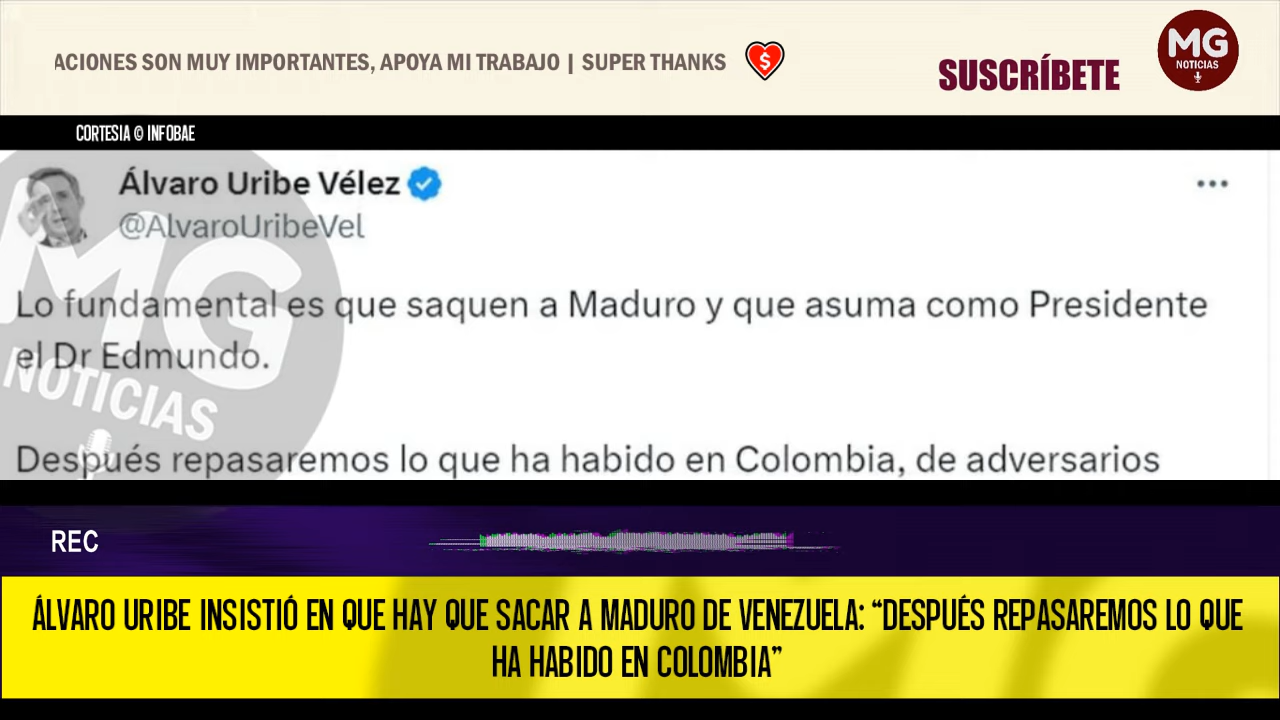 ACIONES SON MUY IMPORTANTES, APOYA MI TRABAJO | SUPER THANKS
$
SUSCRÍBETE
MG
NOTICIAS
CORTESIA © INFOBAE
Álvaro Uribe Vélez
@AlvaroUribeVel
Lo fundamental es que saquen a Maduro y que asuma como Presidente
el Dr Edmundo.
MG
NOTICIAS
Después repasaremos lo que ha habido en Colombia, de adversarios
REC
ÁLVARO URIBE INSISTIÓ EN QUE HAY QUE SACAR A MADURO DE VENEZUELA: “DESPUÉS REPASAREMOS LO QUE
HA HABIDO EN COLOMBIA”